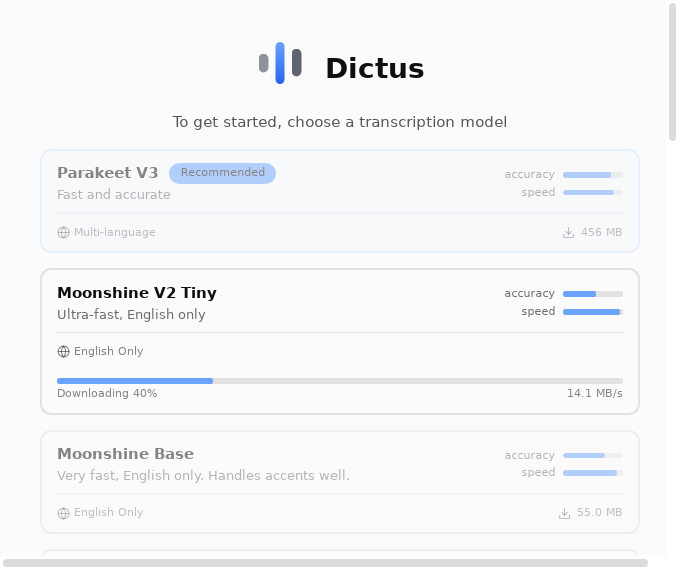 Dictus
To get started, choose a transcription model
Parakeet V3 Recommended
Fast and accurate
accuracy
speed
Multi-language
456 MB
Moonshine V2 Tiny
Ultra-fast, English only
accuracy
speed
English Only
Downloading 40%
14.1 MB/s
Moonshine Base
Very fast, English only. Handles accents well.
accuracy
speed
English Only
55.0 MB